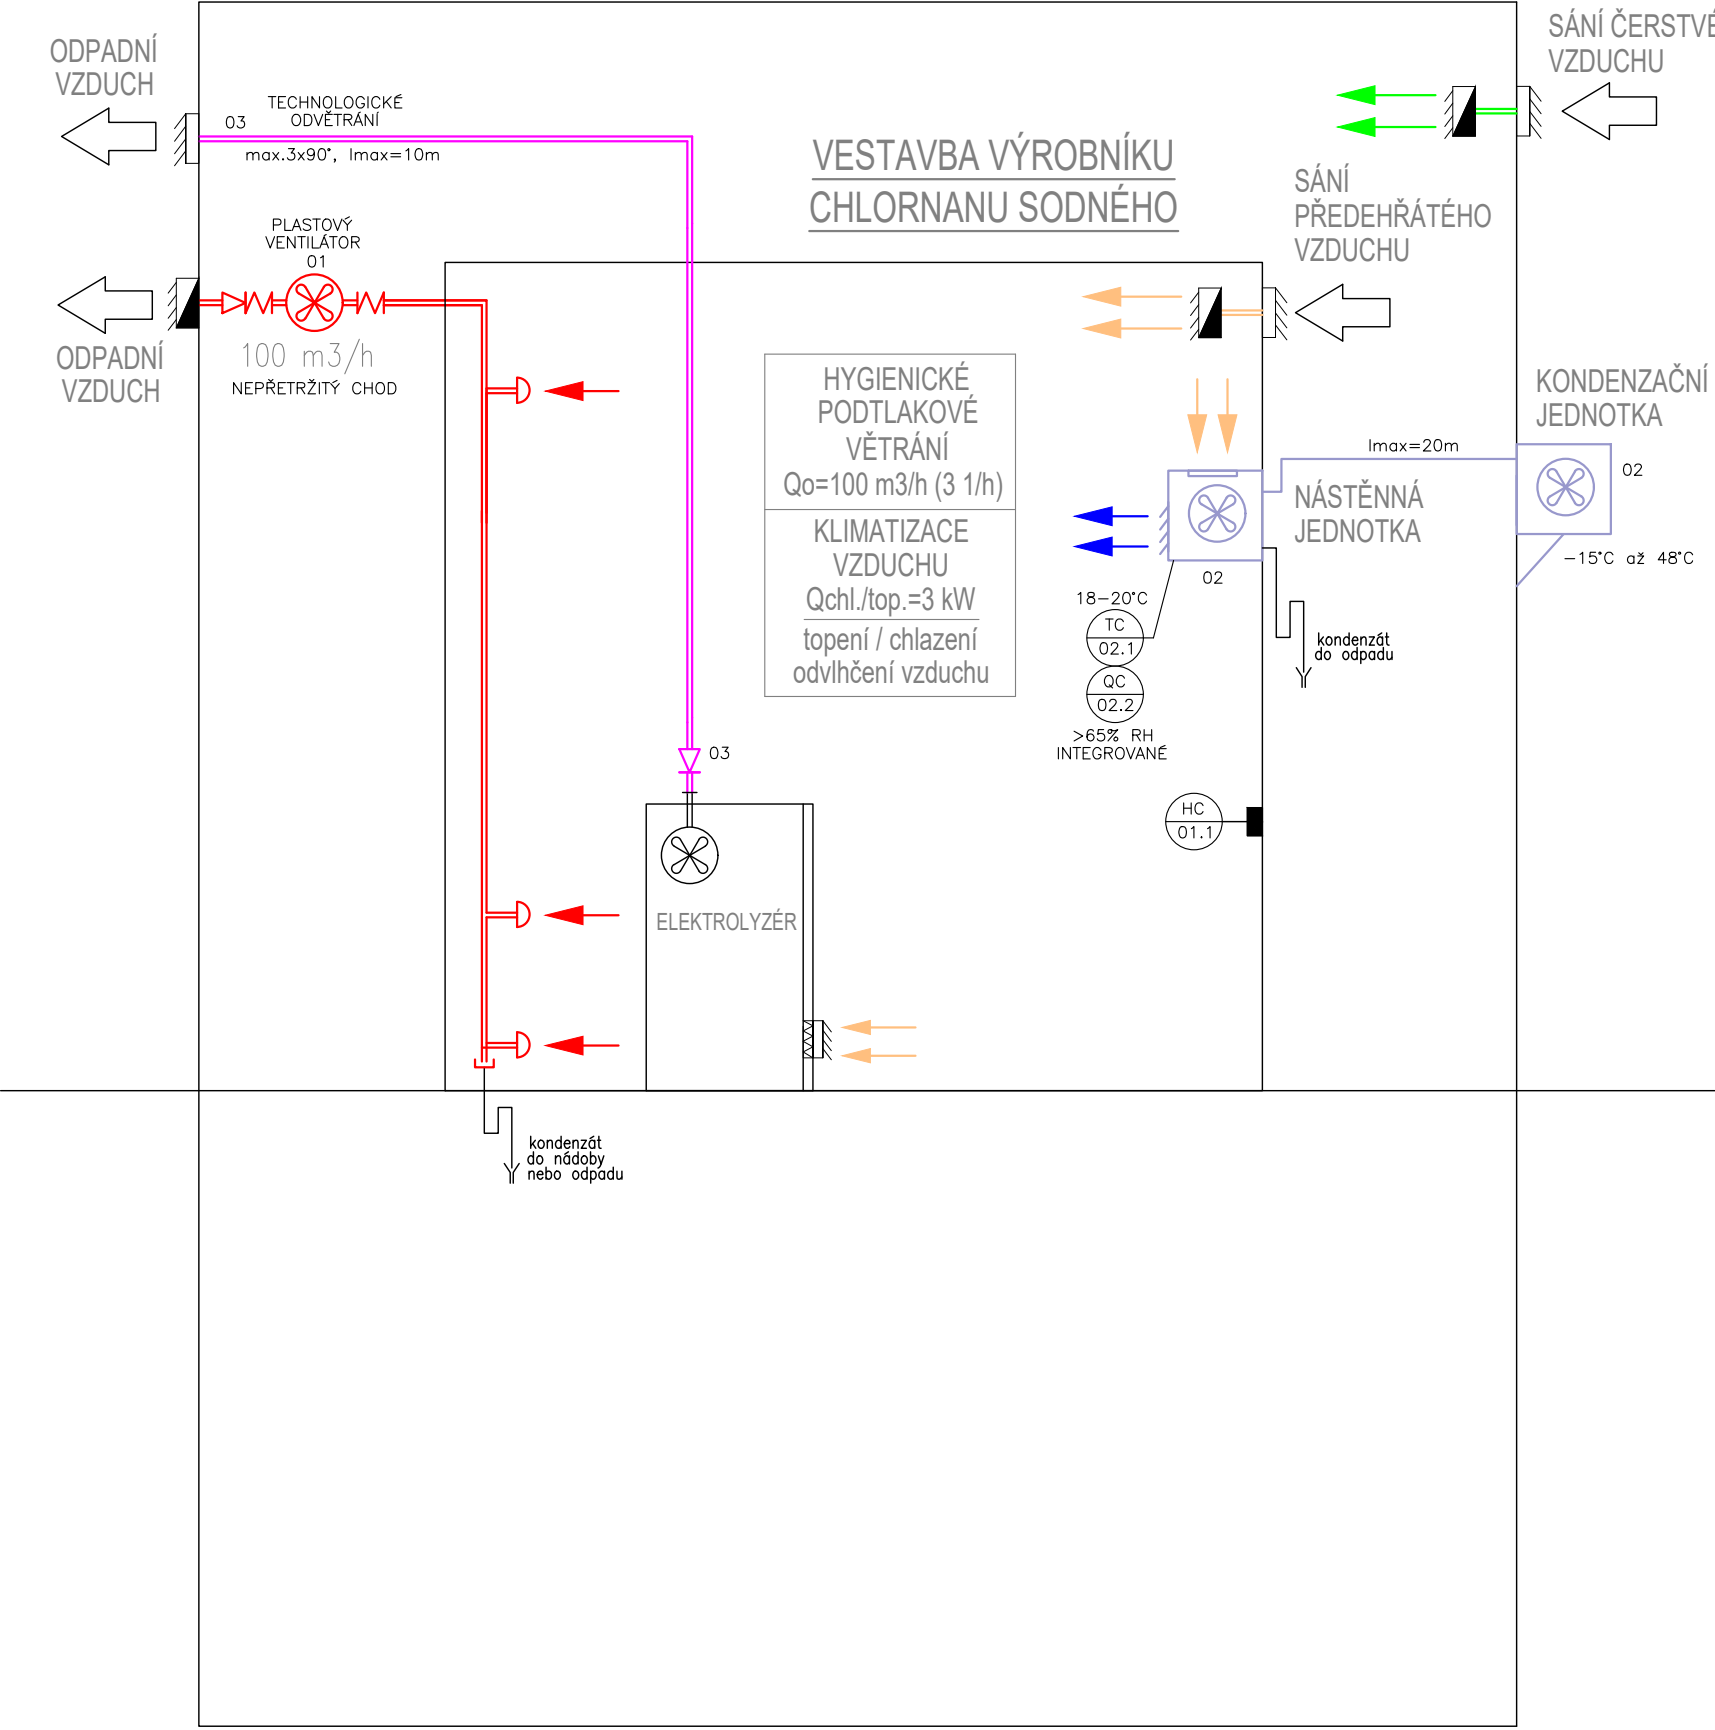 ODPADNÍ
VZDUCH
SÁNÍ ČERSTVÉ
VZDUCHU
03
TECHNOLOGICKÉ
ODVĚTRÁNÍ
max.3x90°, lmax=10m
VESTAVBA VÝROBNÍKU
CHLORNANU SODNÉHO
SÁNÍ
PŘEDEHŘÁTÉHO
VZDUCHU
PLASTOVÝ
VENTILÁTOR
01
100 m3/h
NEPŘETRŽITÝ CHOD
ODPADNÍ
VZDUCH
HYGIENICKÉ
PODTLAKOVÉ
VĚTRÁNÍ
Qo=100 m3/h (3 1/h)
KLIMATIZACE
VZDUCHU
Qchl./top.=3 kW
topení / chlazení
odvlhčení vzduchu
KONDENZAČNÍ
JEDNOTKA
lmax=20m
02
NÁSTĚNNÁ
JEDNOTKA
-15°C až 48°C
02
18-20°C
TC
02.1
QC
02.2
>65% RH
INTEGROVANÉ
kondenzát
do odpadu
03
HC
01.1
ELEKTROLYZÉR
kondenzát
do nádoby
nebo odpadu